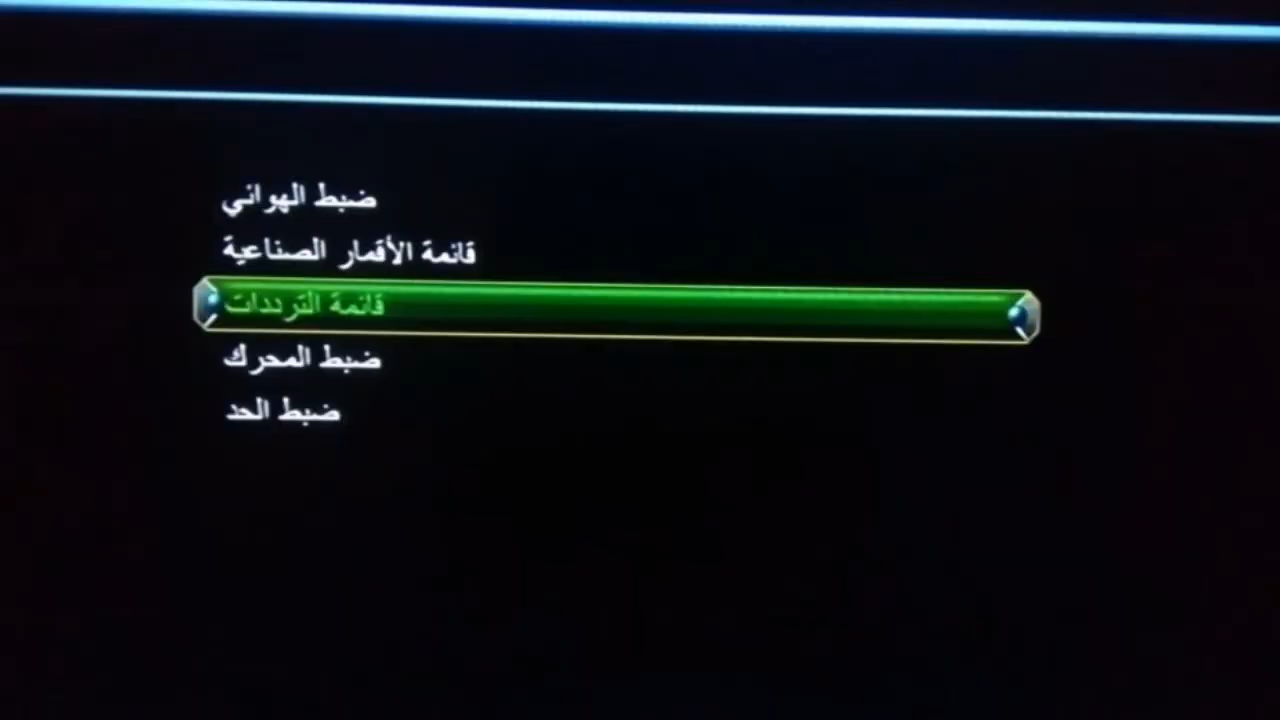 ضبط الهوائي
قائمة الأقمار الصناعية
قائمة الترددات
ضبط المحرك
ضبط الحد